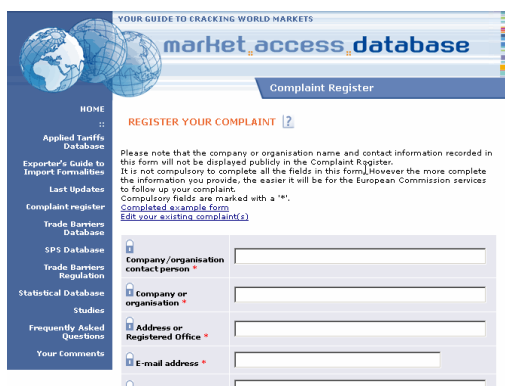 YOUR GUIDE TO CRACKING WORLD MARKETS
market.access.database
Complaint Register
HOME
::
Applied Tariffs
Database
Exporter's Guide to
Import Formalities
Last Updates
Complaint register
Trade Barriers
Database
SPS Database
Trade Barriers
Regulation
Statistical Database
Studies
Frequently Asked
Questions
Your Comments
REGISTER YOUR COMPLAINT ?
Please note that the company or organisation name and contact information recorded in
this form will not be displayed publicly in the Complaint Register.
It is not compulsory to complete all the fields in this form. However the more complete
the information you provide, the easier it will be for the European Commission services
to follow up your complaint.
Compulsory fields are marked with a '*'.
Completed example form
Edit your existing complaint(s)
Company/organisation
contact person *
Company or
organisation *
Address or
Registered Office *
E-mail address *